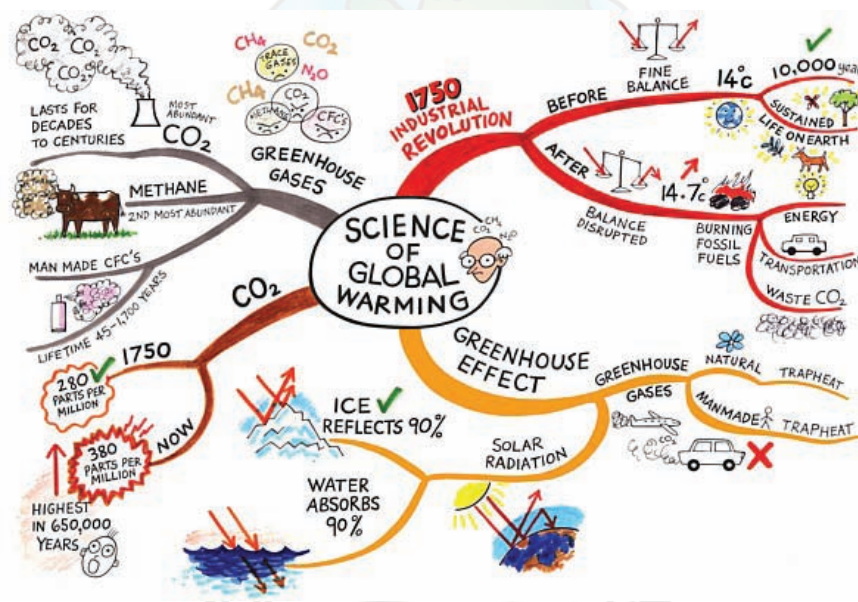 SCIENCE
OF
GLOBAL
WARMING
CH4
CO2
N2O
1750
INDUSTRIAL
REVOLUTION
BEFORE
FINE
BALANCE
14°C
10,000 years
SUSTAINED
LIFE ON EARTH
AFTER
BALANCE
DISRUPTED
14.7°C
BURNING
FOSSIL
FUELS
ENERGY
TRANSPORTATION
WASTE CO2
GREENHOUSE
EFFECT
GREENHOUSE
GASES
NATURAL
TRAPHEAT
MANMADE
TRAPHEAT
CO2
SOLAR
RADIATION
ICE
REFLECTS 90%
WATER
ABSORBS
90%
CO2
1750
280
PARTS PER
MILLION
NOW
380
PARTS PER
MILLION
HIGHEST
IN 650,000
YEARS
GREENHOUSE
GASES
CH4
CO2
TRACE
GASES
N2O
CH4
CO2
METHANE
CFC'S
CO2
MOST
ABUNDANT
CO2 CO2
CO2
LASTS FOR
DECADES
TO CENTURIES
METHANE
2ND MOST ABUNDANT
MAN MADE CFC'S
LIFETIME 45-1,700 YEARS